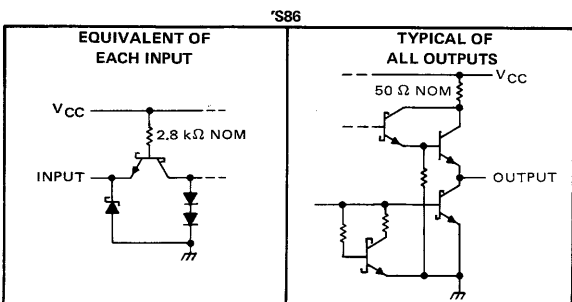 'S86
EQUIVALENT OF
EACH INPUT
VCC
2.8 kΩ NOM
INPUT
TYPICAL OF
ALL OUTPUTS
VCC
50 Ω NOM
OUTPUT